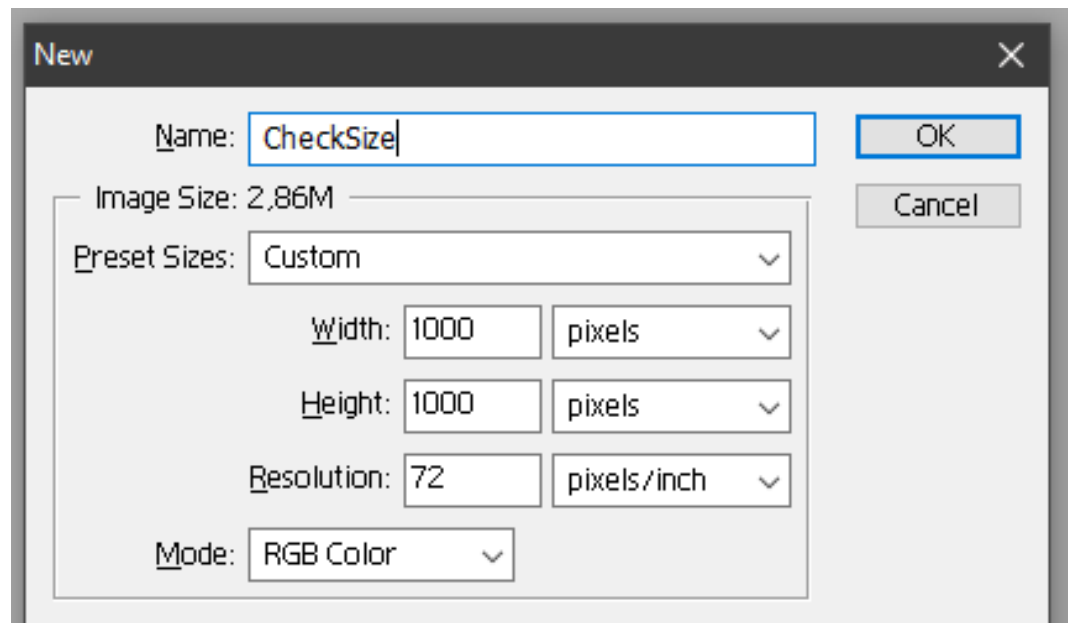 New
Name: CheckSize OK
Image Size: 2,86M Cancel
Preset Sizes: Custom
Width: 1000 pixels
Height: 1000 pixels
Resolution: 72 pixels/inch
Mode: RGB Color